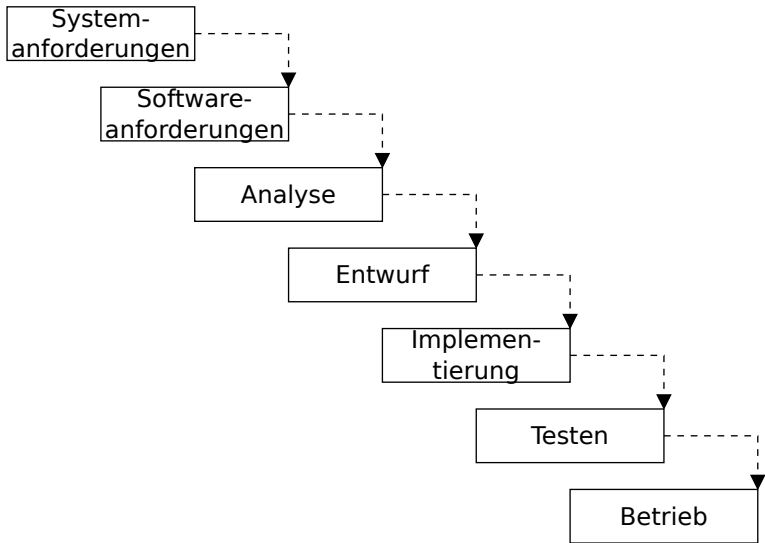 System-
anforderungen
Software-
anforderungen
Analyse
Entwurf
Implemen-
tierung
Testen
Betrieb